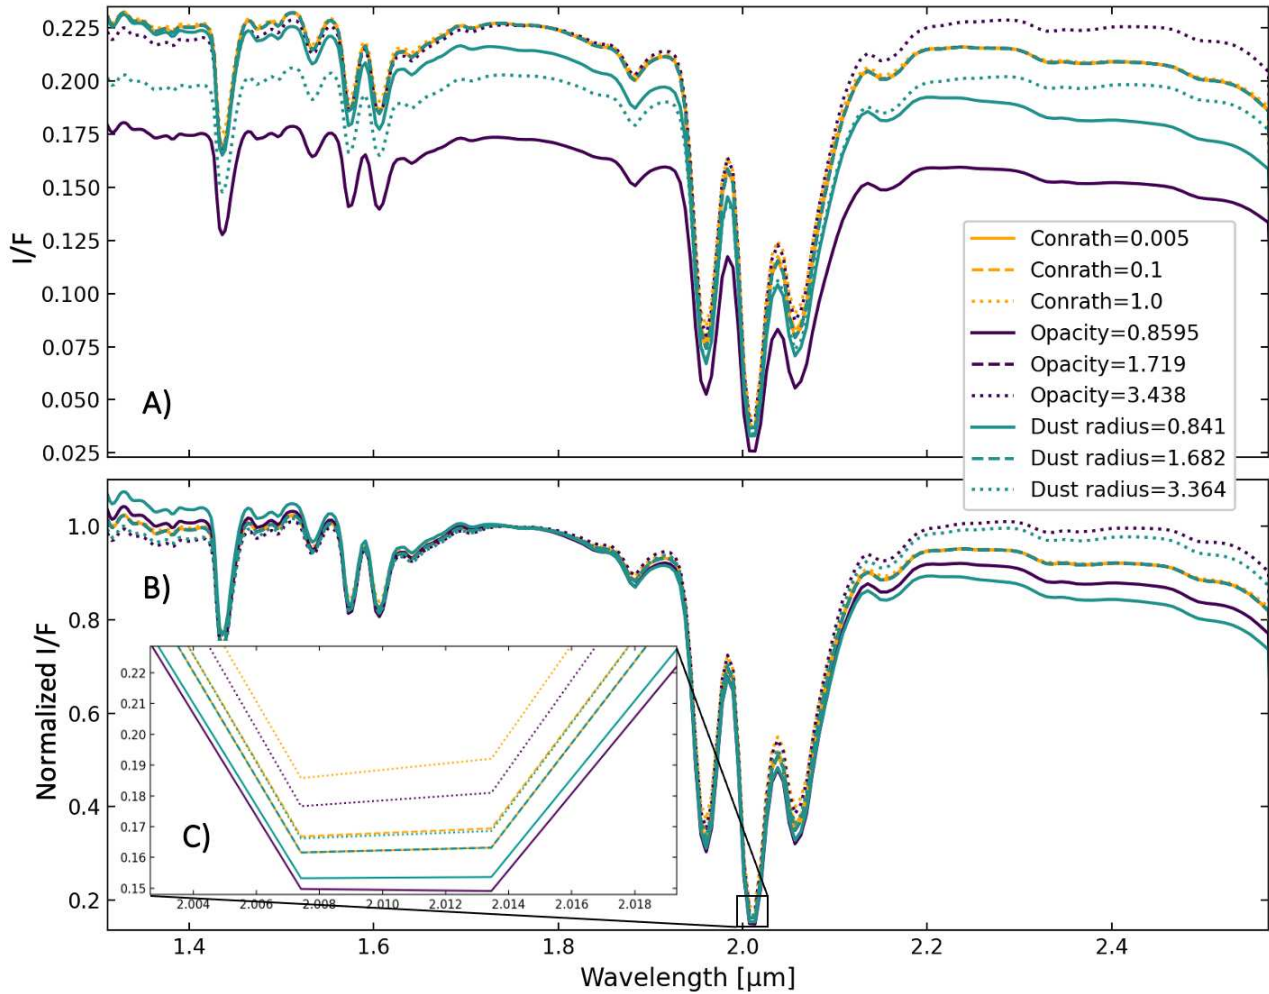 0.225
0.200
0.175
0.150
0.125
0.100
0.075
0.050
0.025
I/F
A)
Conrath=0.005
Conrath=0.1
Conrath=1.0
Opacity=0.8595
Opacity=1.719
Opacity=3.438
Dust radius=0.841
Dust radius=1.682
Dust radius=3.364
1.0
0.8
0.6
0.4
0.2
Normalized I/F
B)
0.22
0.21
0.20
0.19
0.18
0.17
0.16
0.15
C)
2.004 2.006 2.008 2.010 2.012 2.014 2.016 2.018
1.4 1.6 1.8 2.0 2.2 2.4
Wavelength [μm]